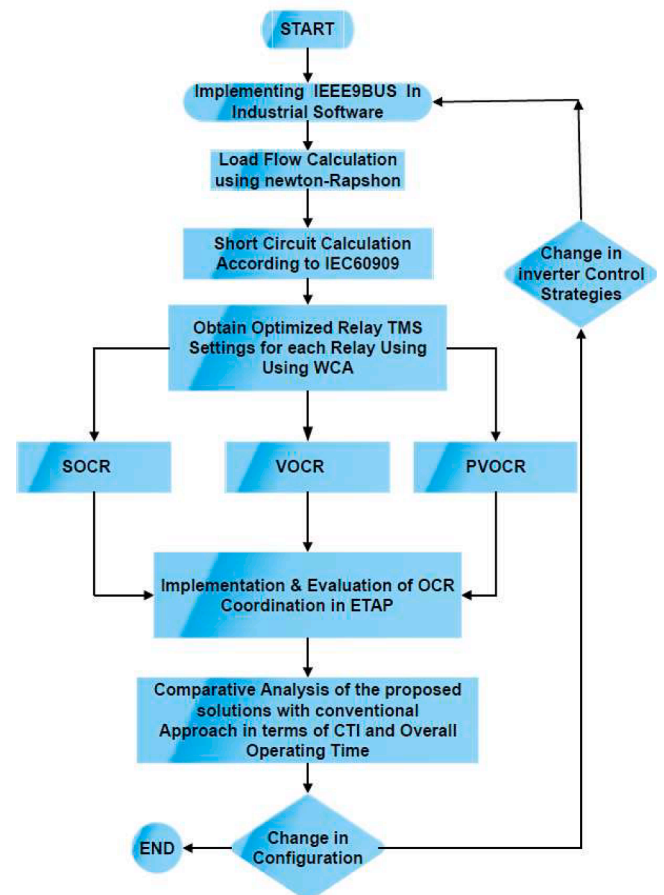 START
Implementing IEEE9BUS In
Industrial Software
Load Flow Calculation
using newton-Rapshon
Short Circuit Calculation
According to IEC60909
Change in
inverter Control
Strategies
Obtain Optimized Relay TMS
Settings for each Relay Using
Using WCA
SOCR
VOCR
PVOCR
Implementation & Evaluation of OCR
Coordination in ETAP
Comparative Analysis of the proposed
solutions with conventional
Approach in terms of CTI and Overall
Operating Time
Change in
Configuration
END